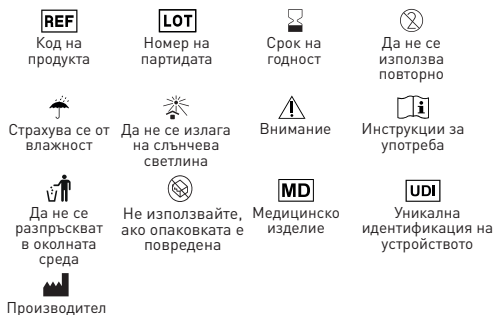 REF LOT
Код на продукта
Номер на партидата
Срок на годност
2
Да не се използва повторно
Страхува се от влажност
Да не се излага на слънчева светлина
Внимание
i
Инструкции за употреба
Да не се разпръскват в околната среда
Не използвайте, ако опаковката е повредена
MD
Медицинско изделие
UDI
Уникална идентификация на устройството
Производител